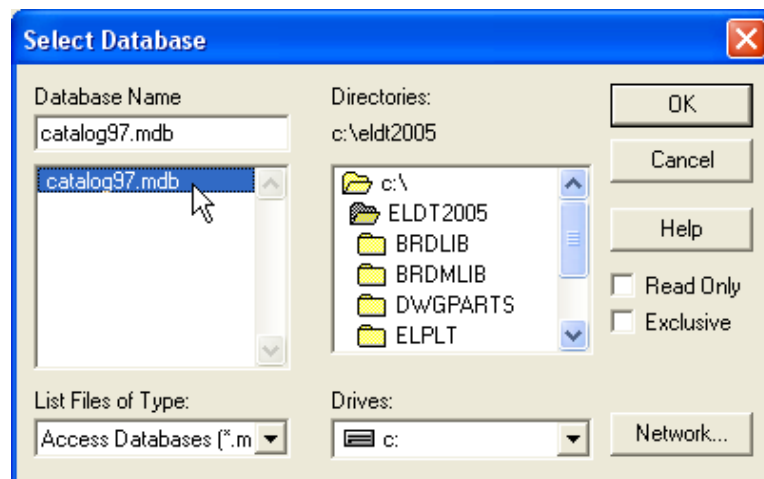 Select Database
Database Name
catalog97.mdb
catalog97.mdb
List Files of Type:
Access Databases (*.m
Directories:
c:\eldt2005
c:\
ELDT2005
BRDLIB
BRDMLIB
DWGPARTS
ELPLT
Drives:
c:
OK
Cancel
Help
Read Only
Exclusive
Network...